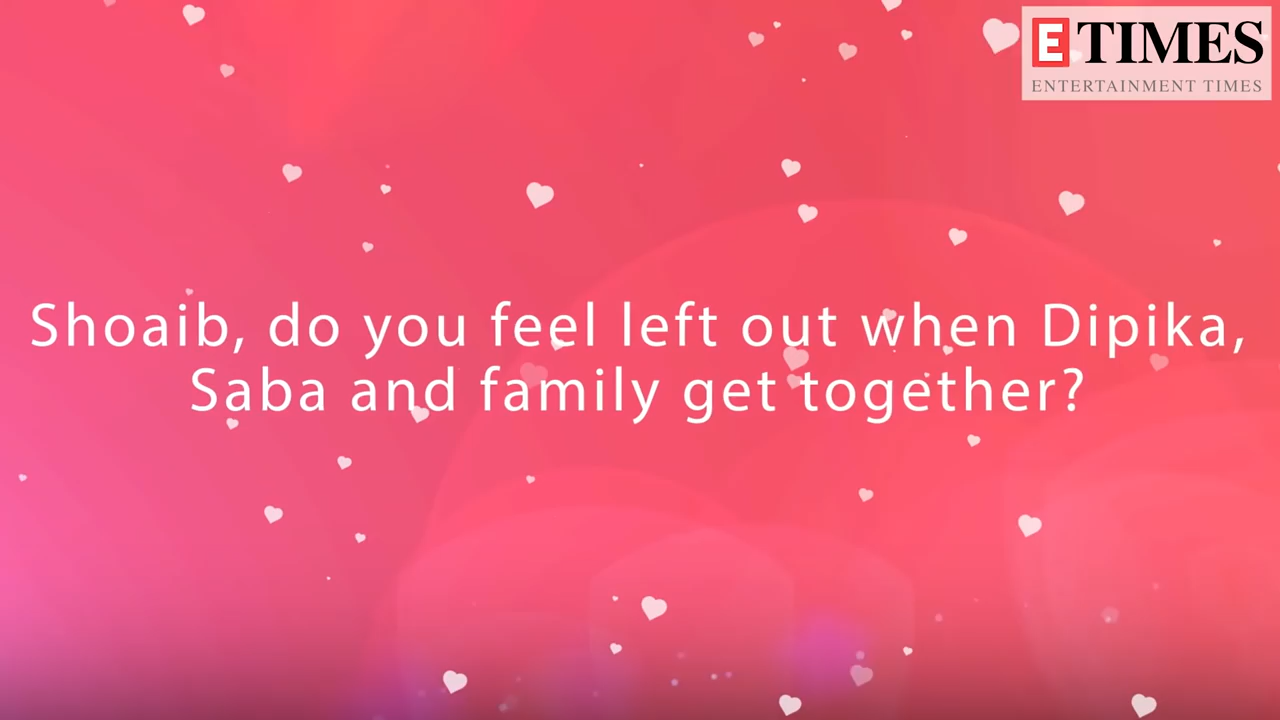 E TIMES
ENTERTAINMENT TIMES
Shoaib, do you feel left out when Dipika,
Saba and family get together?